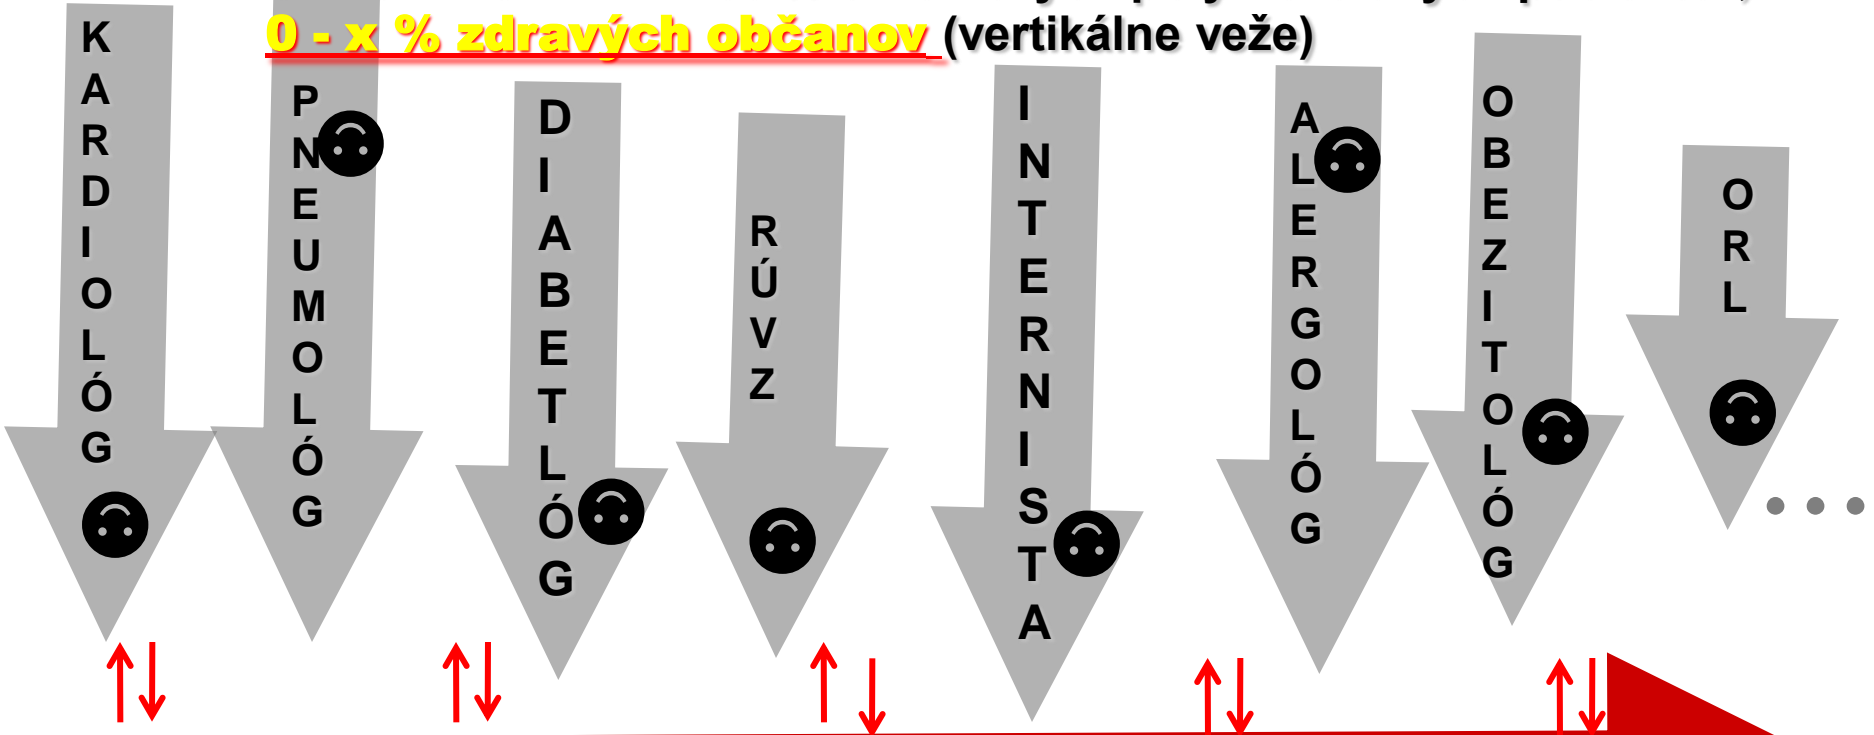 0 - x % zdravých občanov (vertikálne veže)
KARDIOLÓG
PNEUMOLÓG
DIABETLÓG
RÚVZ
INTERNISTA
ALERGOLÓG
OBEZITOLÓG
ORL